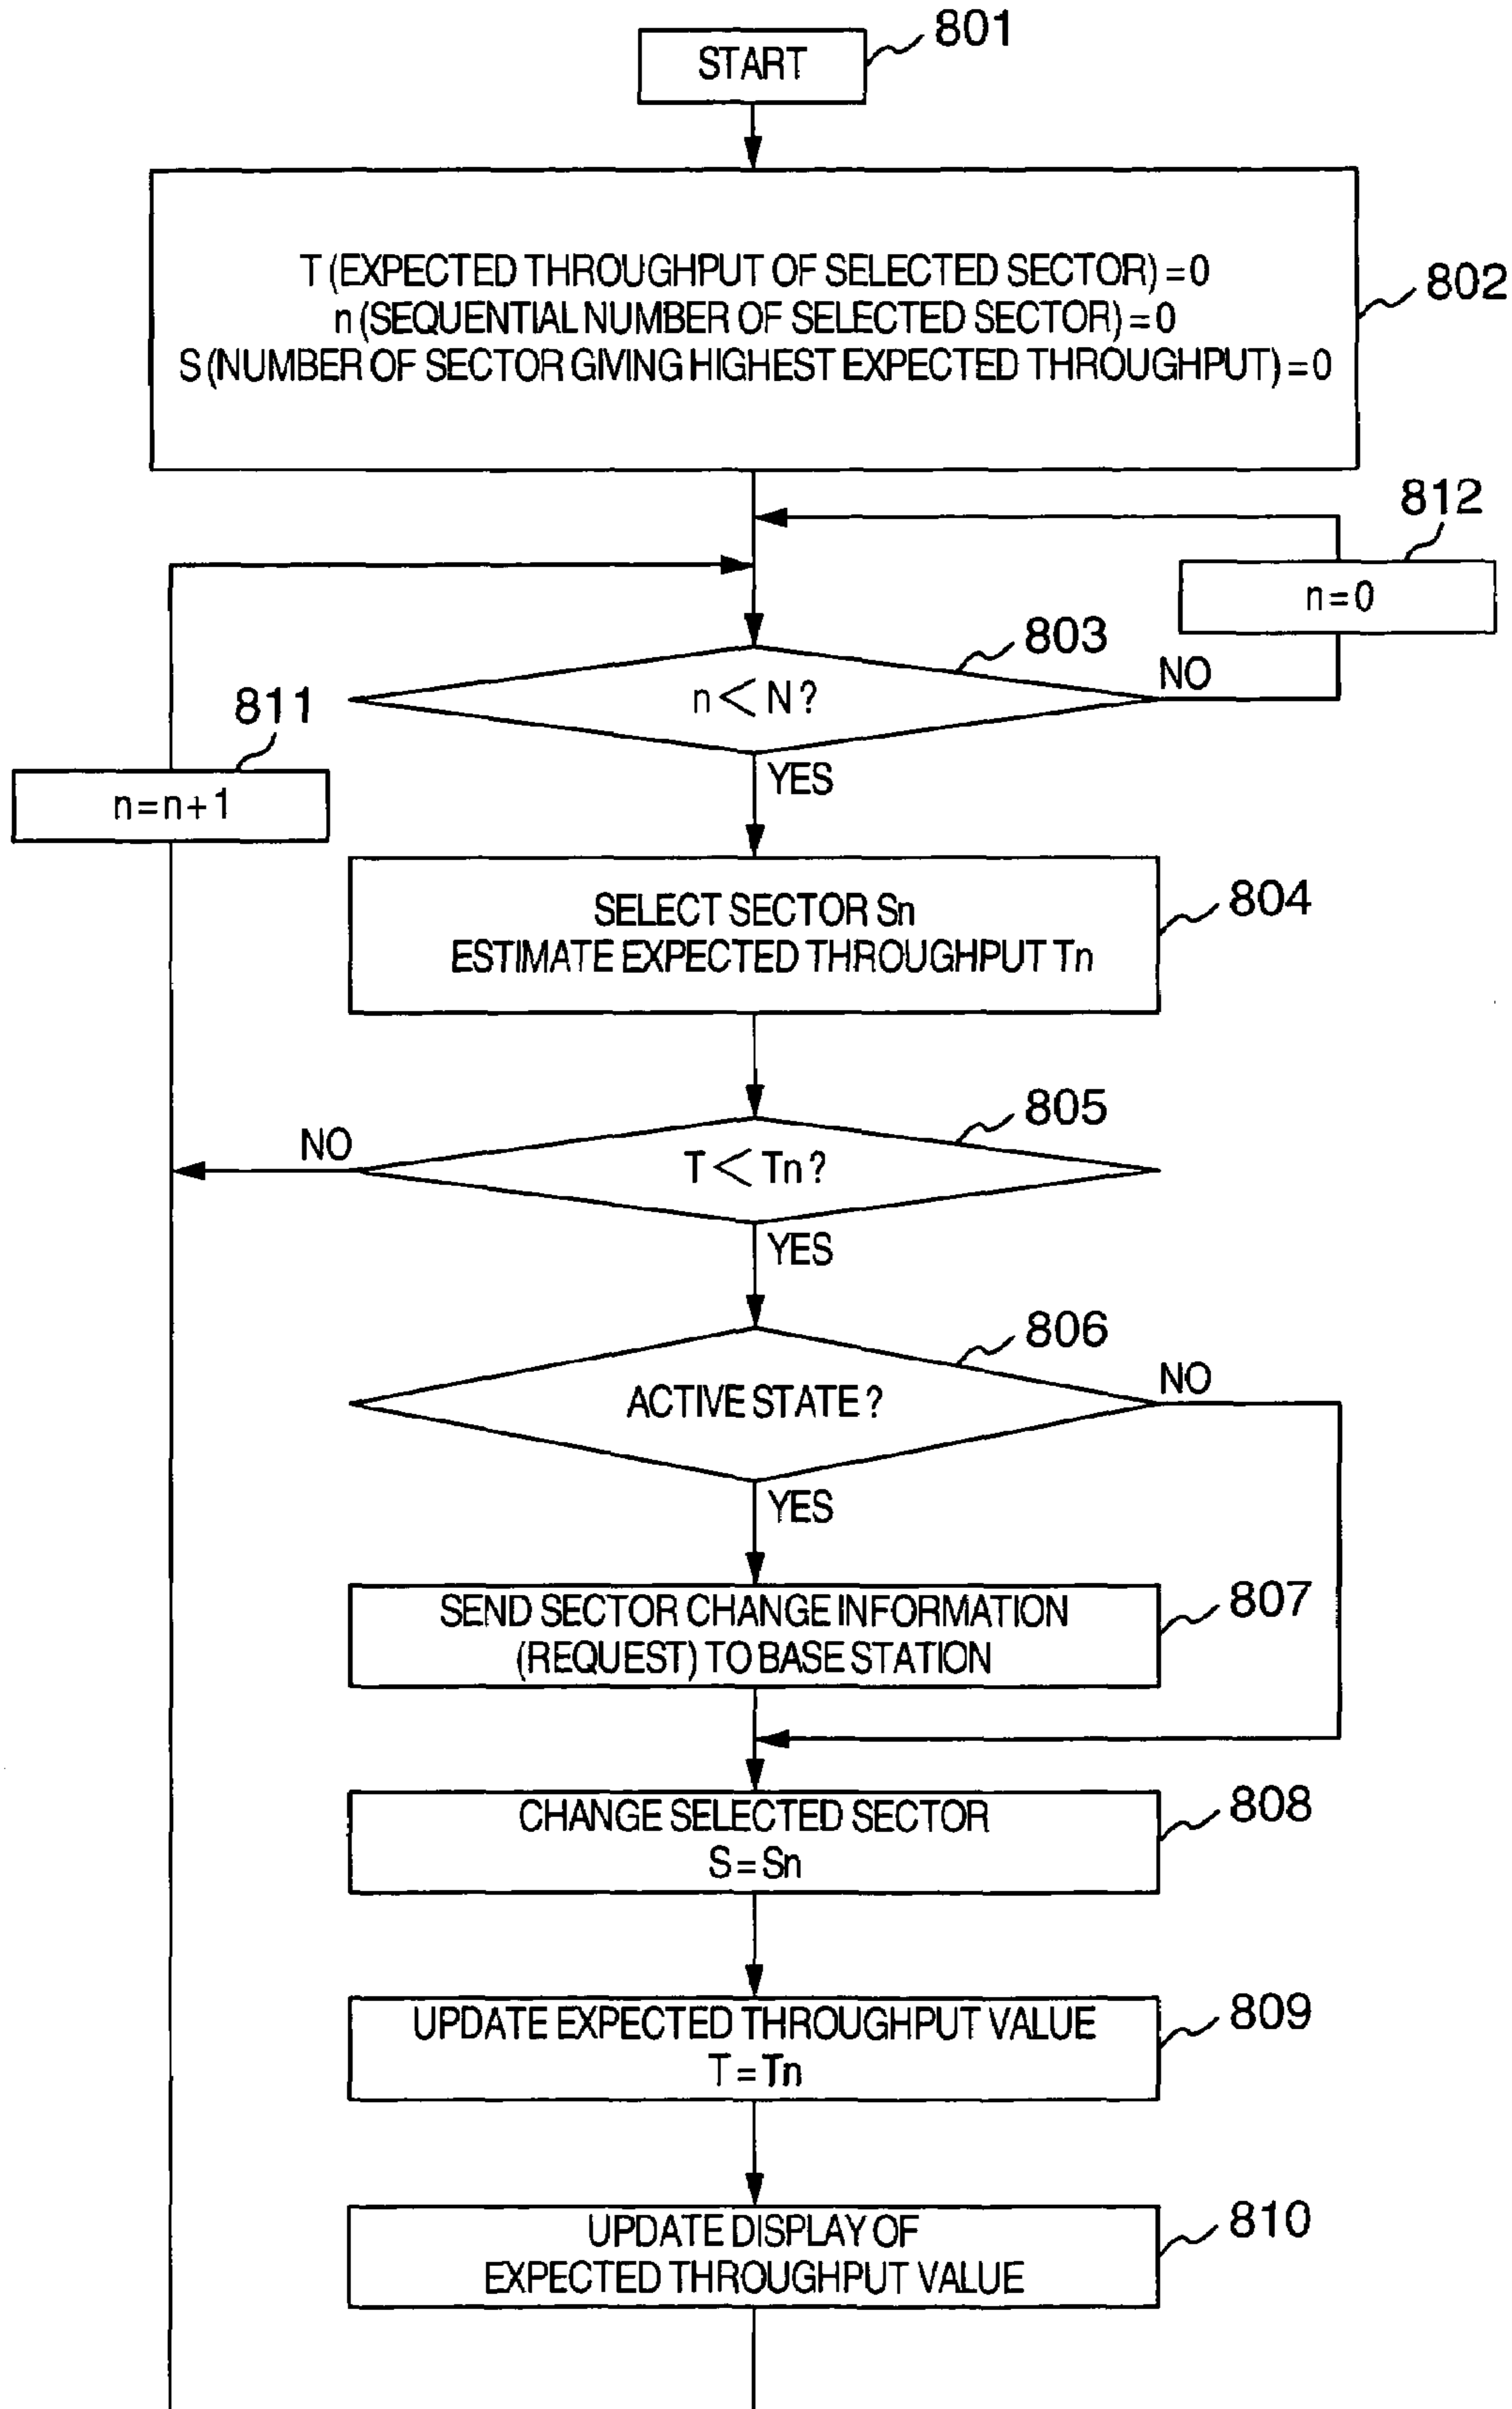 START
801
T (EXPECTED THROUGHPUT OF SELECTED SECTOR) = 0
n (SEQUENTIAL NUMBER OF SELECTED SECTOR) = 0
S (NUMBER OF SECTOR GIVING HIGHEST EXPECTED THROUGHPUT) = 0
802
812
n = 0
803
n < N ?
NO
YES
811
n = n + 1
SELECT SECTOR Sn
ESTIMATE EXPECTED THROUGHPUT Tn
804
805
T < Tn ?
NO
YES
806
ACTIVE STATE ?
NO
YES
SEND SECTOR CHANGE INFORMATION
(REQUEST) TO BASE STATION
807
CHANGE SELECTED SECTOR
S = Sn
808
UPDATE EXPECTED THROUGHPUT VALUE
T = Tn
809
UPDATE DISPLAY OF
EXPECTED THROUGHPUT VALUE
810